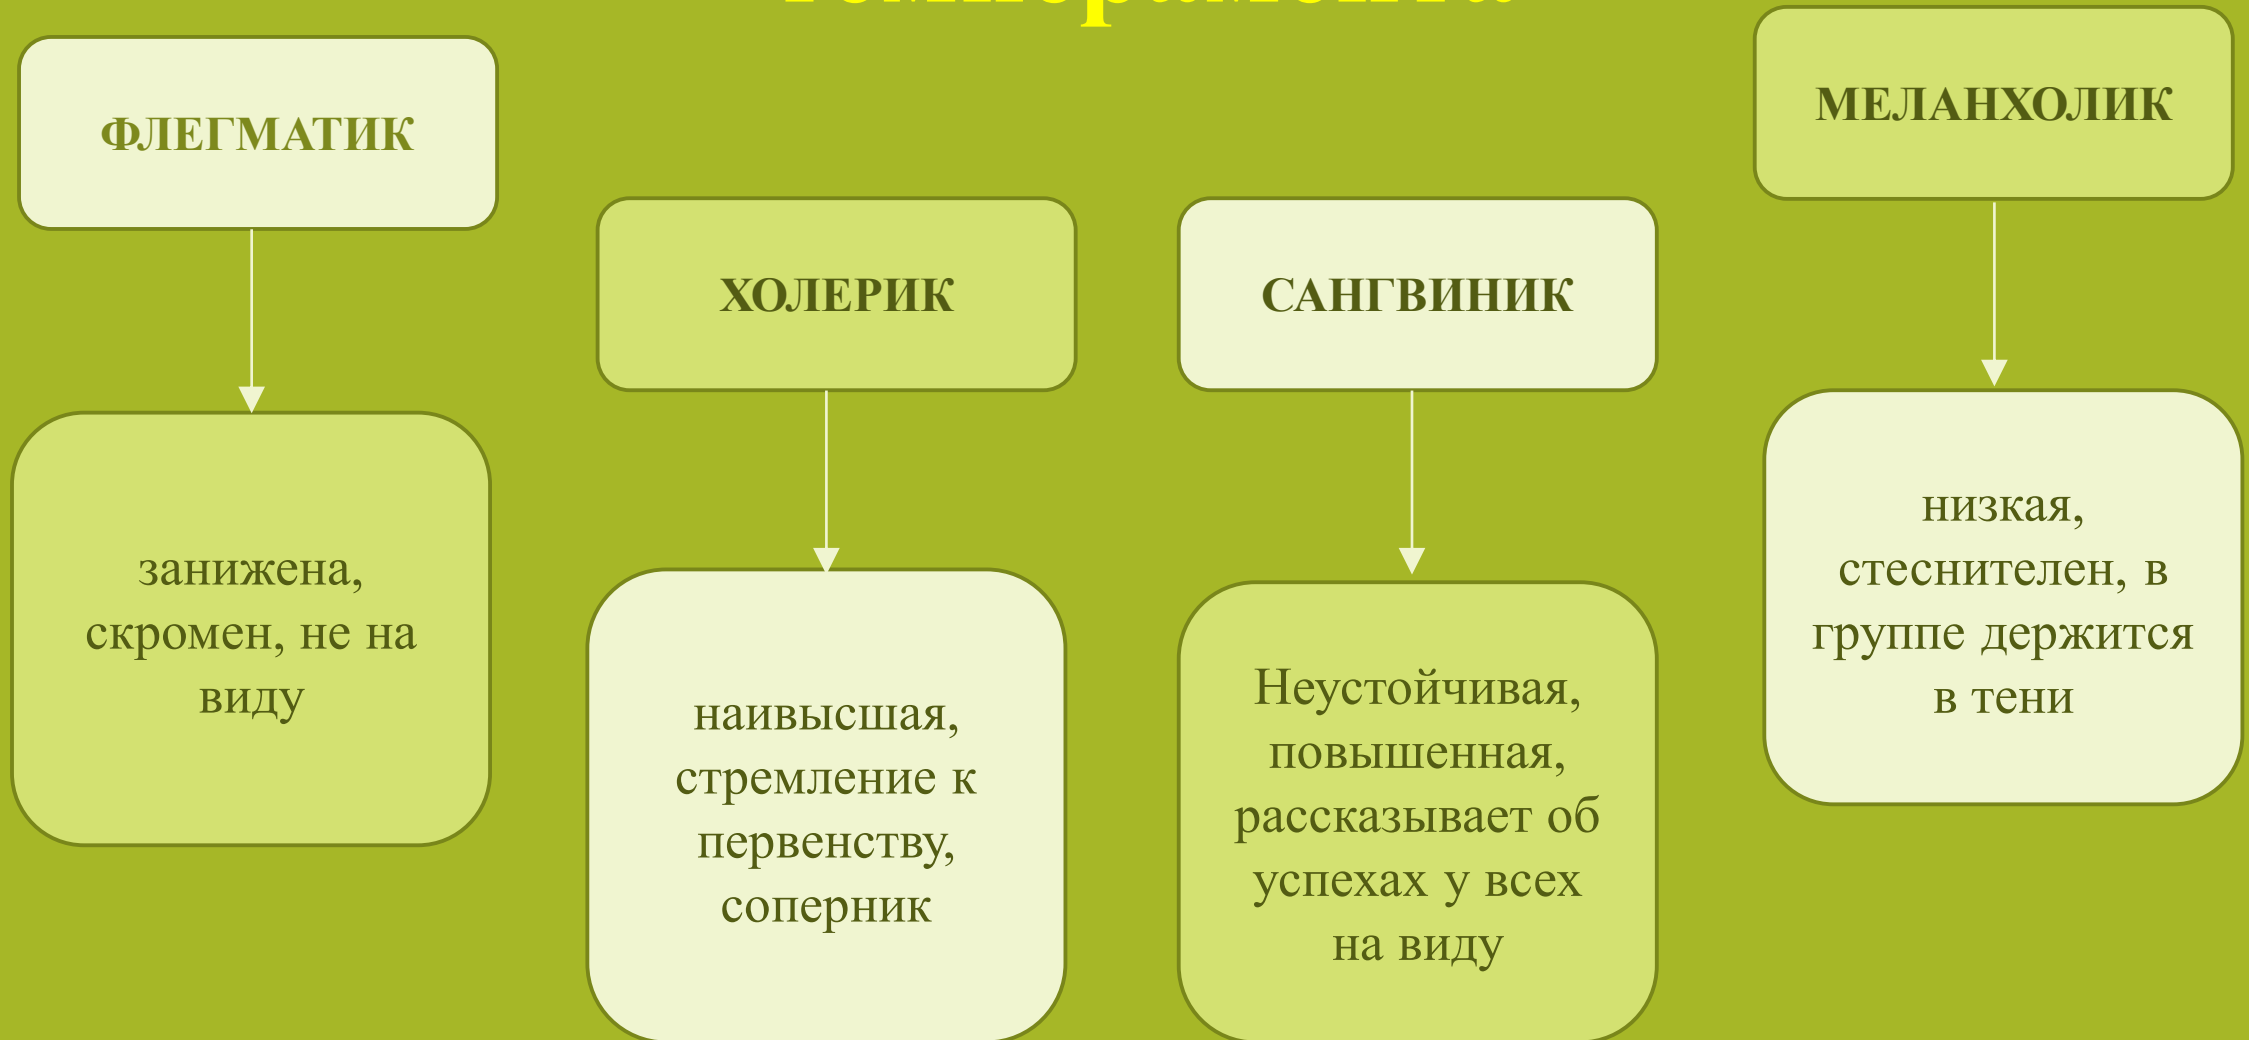 темперамента
ФЛЕГМАТИК
занижена,
скромен, не на
виду
ХОЛЕРИК
наивысшая,
стремление к
первенству,
соперник
САНГВИНИК
Неустойчивая,
повышенная,
рассказывает об
успехах у всех
на виду
МЕЛАНХОЛИК
низкая,
стеснителен, в
группе держится
в тени